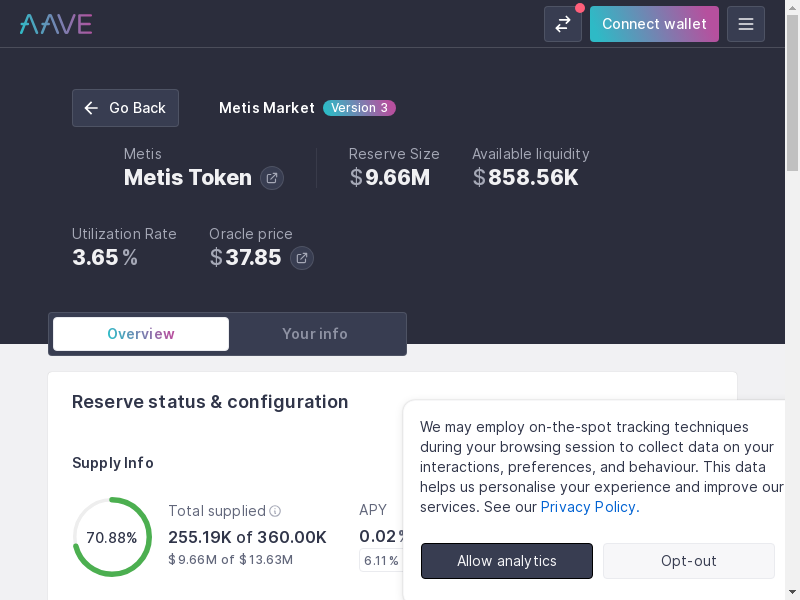 AAVE
Connect wallet
Go Back
Metis Market
Version 3
Metis
Metis Token
Reserve Size
$9.66M
Available liquidity
$858.56K
Utilization Rate
3.65%
Oracle price
$37.85
Overview
Your info
Reserve status & configuration
We may employ on-the-spot tracking techniques
during your browsing session to collect data on your
interactions, preferences, and behaviour. This data
helps us personalise your experience and improve our
services. See our Privacy Policy.
Allow analytics
Opt-out
Supply Info
70.88%
Total supplied
255.19K of 360.00K
$9.66M of $13.63M
APY
0.02%
6.11%